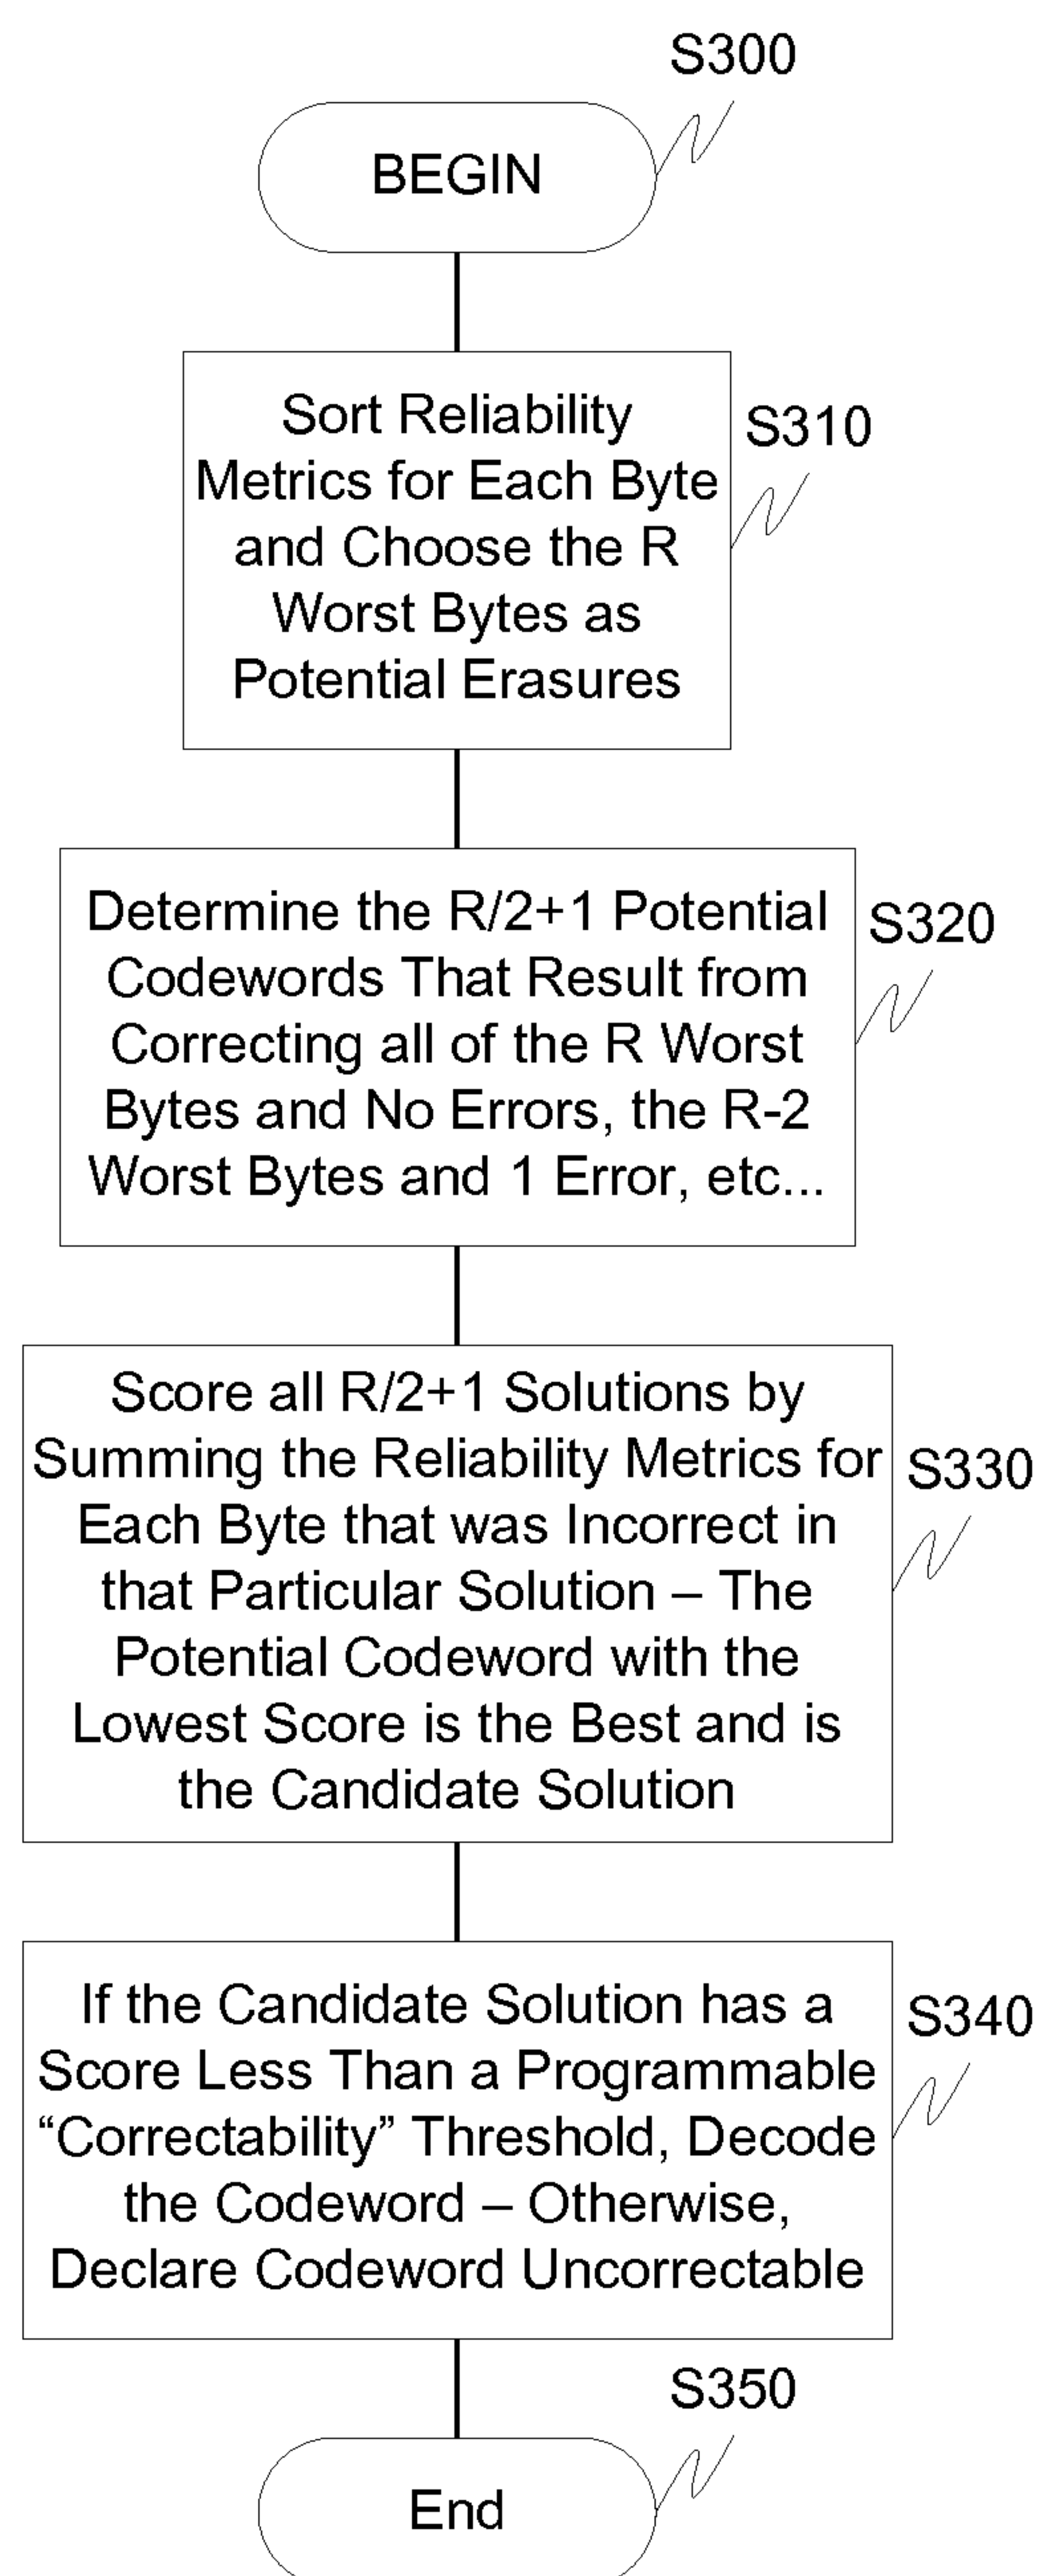 S300
BEGIN
Sort Reliability
Metrics for Each Byte
and Choose the R
Worst Bytes as
Potential Erasures
S310
Determine the R/2+1 Potential
Codewords That Result from
Correcting all of the R Worst
Bytes and No Errors, the R-2
Worst Bytes and 1 Error, etc...
S320
Score all R/2+1 Solutions by
Summing the Reliability Metrics for
Each Byte that was Incorrect in
that Particular Solution – The
Potential Codeword with the
Lowest Score is the Best and is
the Candidate Solution
S330
If the Candidate Solution has a
Score Less Than a Programmable
“Correctability” Threshold, Decode
the Codeword – Otherwise,
Declare Codeword Uncorrectable
S340
S350
End